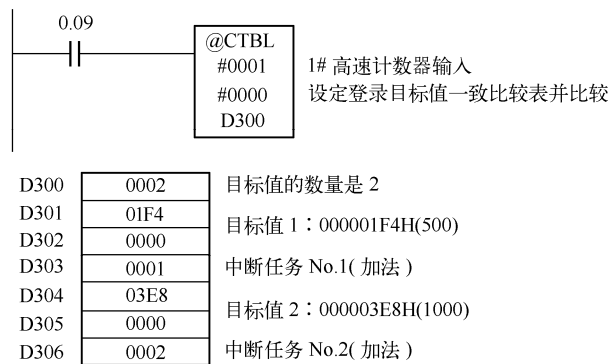 0.09
@CTBL
#0001 1# 高速计数器输入
#0000 设定登录目标值一致比较表并比较
D300
D300 0002 目标值的数量是 2
D301 01F4
目标值 1：000001F4H(500)
D302 0000
D303 0001 中断任务 No.1( 加法 )
D304 03E8
目标值 2：000003E8H(1000)
D305 0000
D306 0002 中断任务 No.2( 加法 )